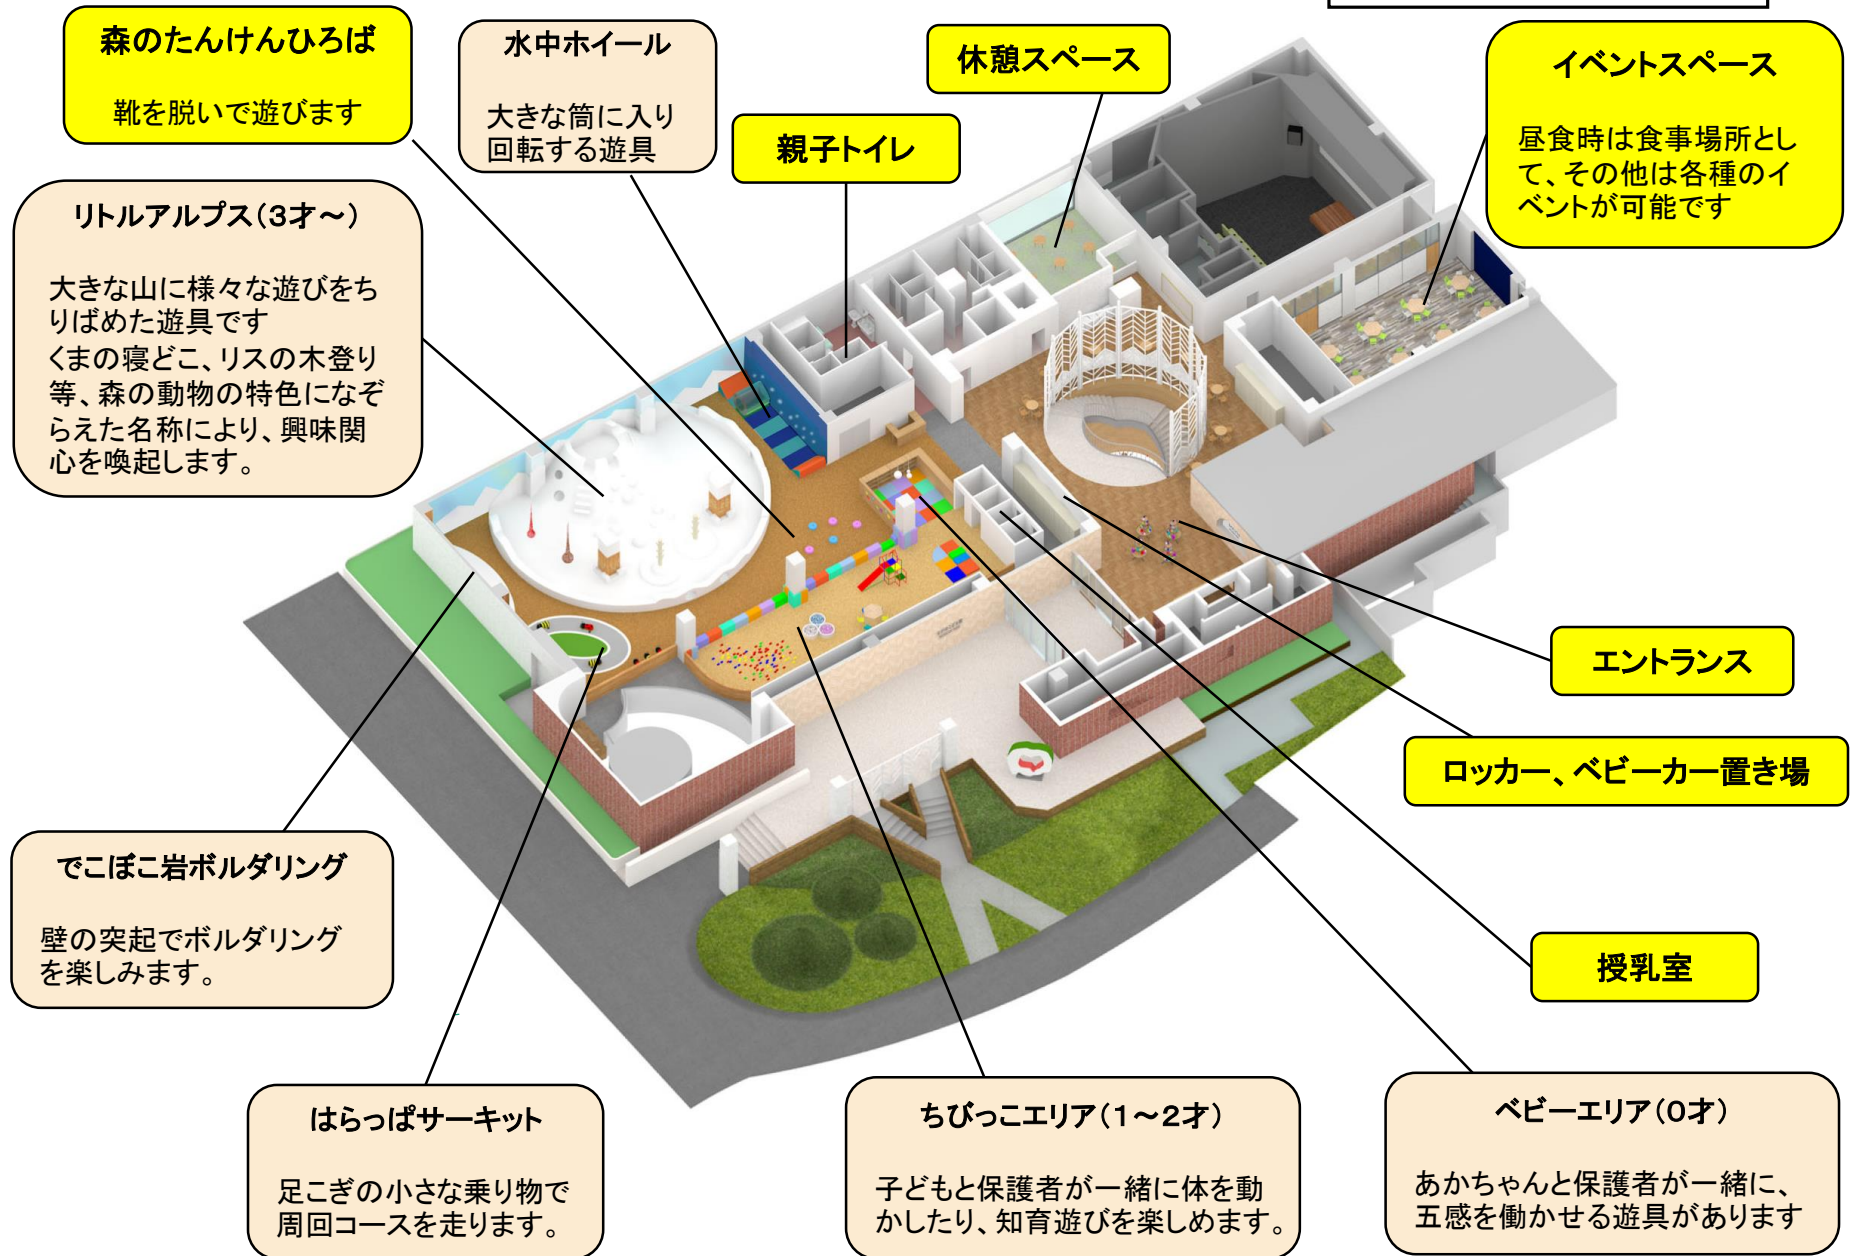 森のたんけんひろば
靴を脱いで遊びます
水中ホイール
大きな筒に入り
回転する遊具
親子トイレ
休憩スペース
イベントスペース
昼食時は食事場所とし
て、その他は各種のイ
ベントが可能です
リトルアルプス(3才～)
大きな山に様々な遊びをち
りばめた遊具です
くまの寝どこ、リスの木登り
等、森の動物の特色になぞ
らえた名称により、興味関
心を喚起します。
エントランス
ロッカー、ベビーカー置き場
授乳室
でこぼこ岩ボルダリング
壁の突起でボルダリング
を楽しみます。
はらっぱサーキット
足こぎの小さな乗り物で
周回コースを走ります。
ちびっこエリア(1～2才)
子どもと保護者が一緒に体を動
かしたり、知育遊びを楽しめます。
ベビーエリア(0才)
あかちゃんと保護者が一緒に、
五感を働かせる遊具があります